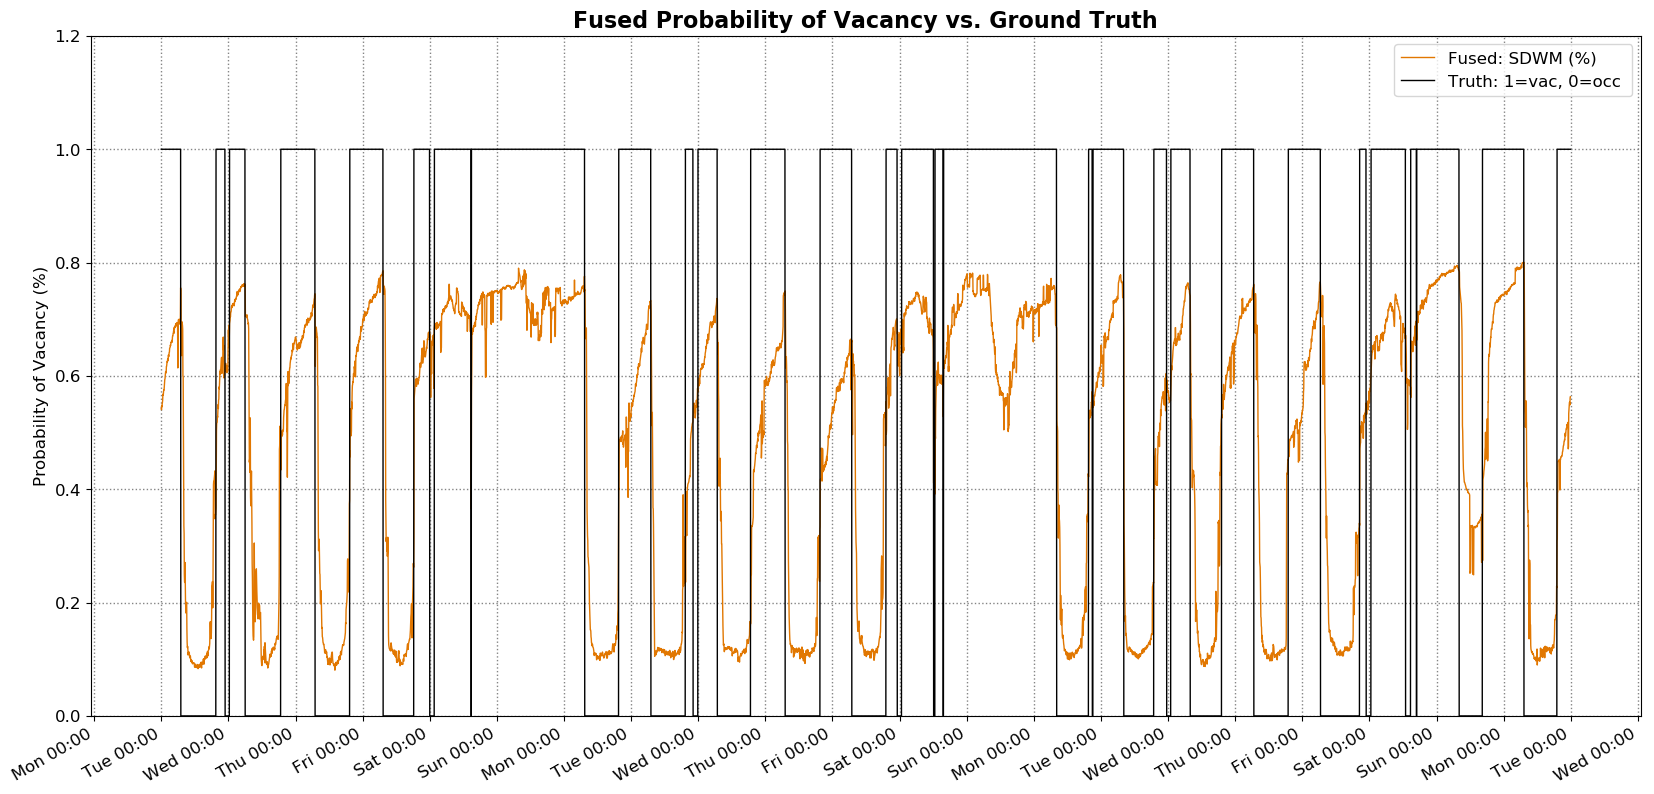 Fused Probability of Vacancy vs. Ground Truth
Fused: SDWM (%)
Truth: 1=vac, 0=occ
Probability of Vacancy (%)
1.2
1.0
0.8
0.6
0.4
0.2
0.0
Mon 00:00
Tue 00:00
Wed 00:00
Thu 00:00
Fri 00:00
Sat 00:00
Sun 00:00
Mon 00:00
Tue 00:00
Wed 00:00
Thu 00:00
Fri 00:00
Sat 00:00
Sun 00:00
Mon 00:00
Tue 00:00
Wed 00:00
Thu 00:00
Fri 00:00
Sat 00:00
Sun 00:00
Mon 00:00
Tue 00:00
Wed 00:00